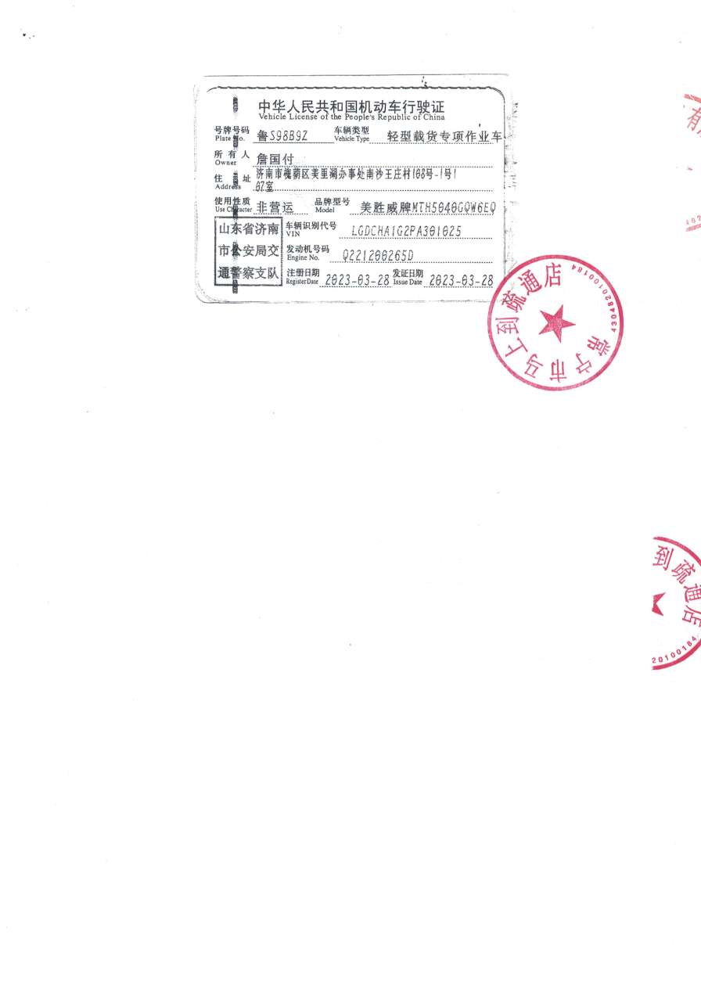 中华人民共和国机动车行驶证
Vehicle License of the People's Republic of China
号牌号码 鲁S98B9Z 车辆类型 轻型载货专项作业车
Plate No. Vehicle Type
所有人 詹国付
Owner
住址 济南市槐荫区美里湖办事处南沙王庄村108号-1号1
Address 07室
使用性质 非营运 品牌型号 美胜威牌MTH5040GQW6EQ
Use Character Model
山东省济南
市公安局交
通警察支队
车辆识别代号 LGDCHA1G2PA301025
VIN
发动机号码 Q221200265D
Engine No.
注册日期 2023-03-28 发证日期 2023-03-28
Register Date Issue Date
常宁市马上到疏通店
4304820100184
到疏通店
20100184
有
482